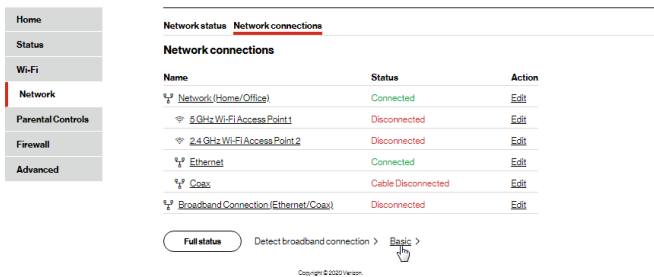 Home
Status
Wi-Fi
Network
Parental Controls
Firewall
Advanced
Network status Network connections
Network connections
Name Status Action
Network (Home/Office) Connected Edit
5 GHz Wi-Fi Access Point 1 Disconnected Edit
2.4 GHz Wi-Fi Access Point 2 Disconnected Edit
Ethernet Connected Edit
Coax Cable Disconnected Edit
Broadband Connection (Ethernet/Coax) Disconnected Edit
Full status Detect broadband connection > Basic >
Copyright © 2020 Verizon.